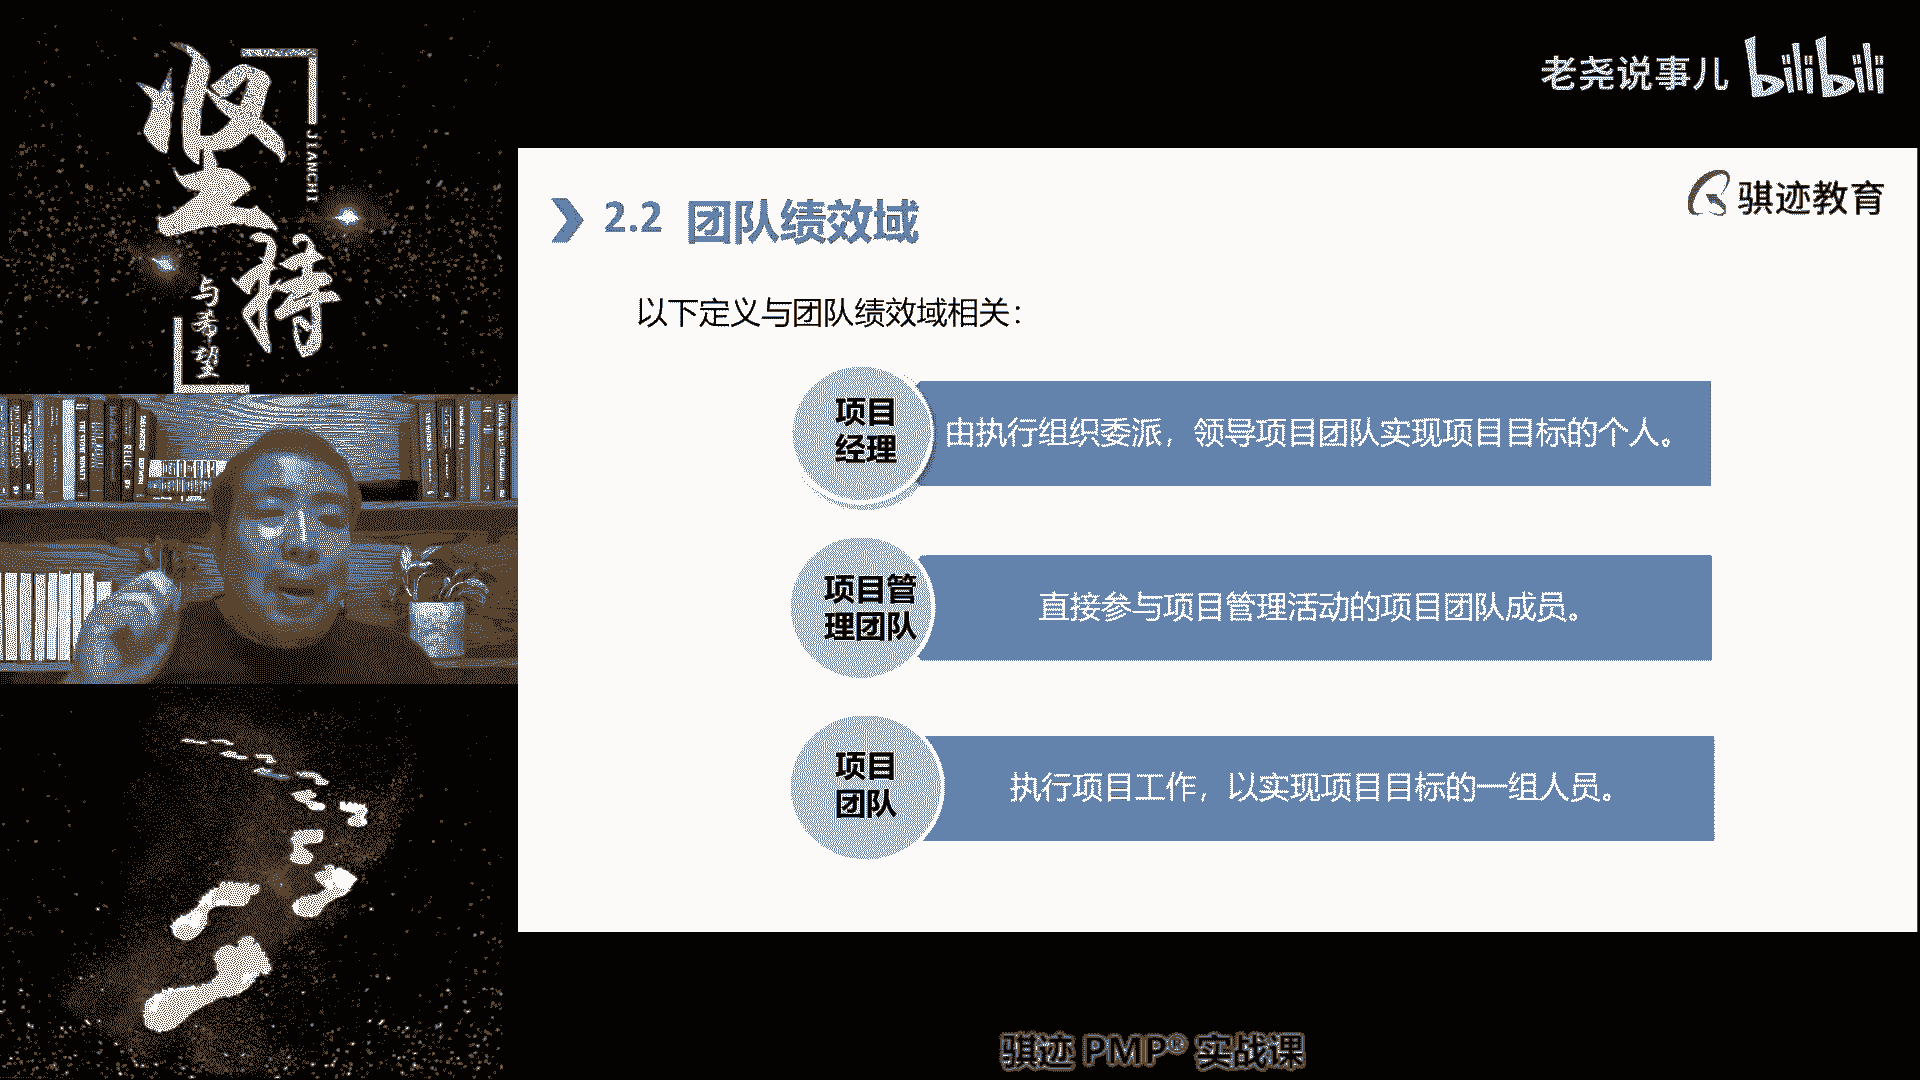 坚持
JIANCHI
与希望
老尧说事儿 bilibili
骐迹教育
2.2 团队绩效域
以下定义与团队绩效域相关：
项目
经理
由执行组织委派，领导项目团队实现项目目标的个人。
项目管
理团队
直接参与项目管理活动的项目团队成员。
项目
团队
执行项目工作，以实现项目目标的一组人员。
骐迹 PMP® 实战课